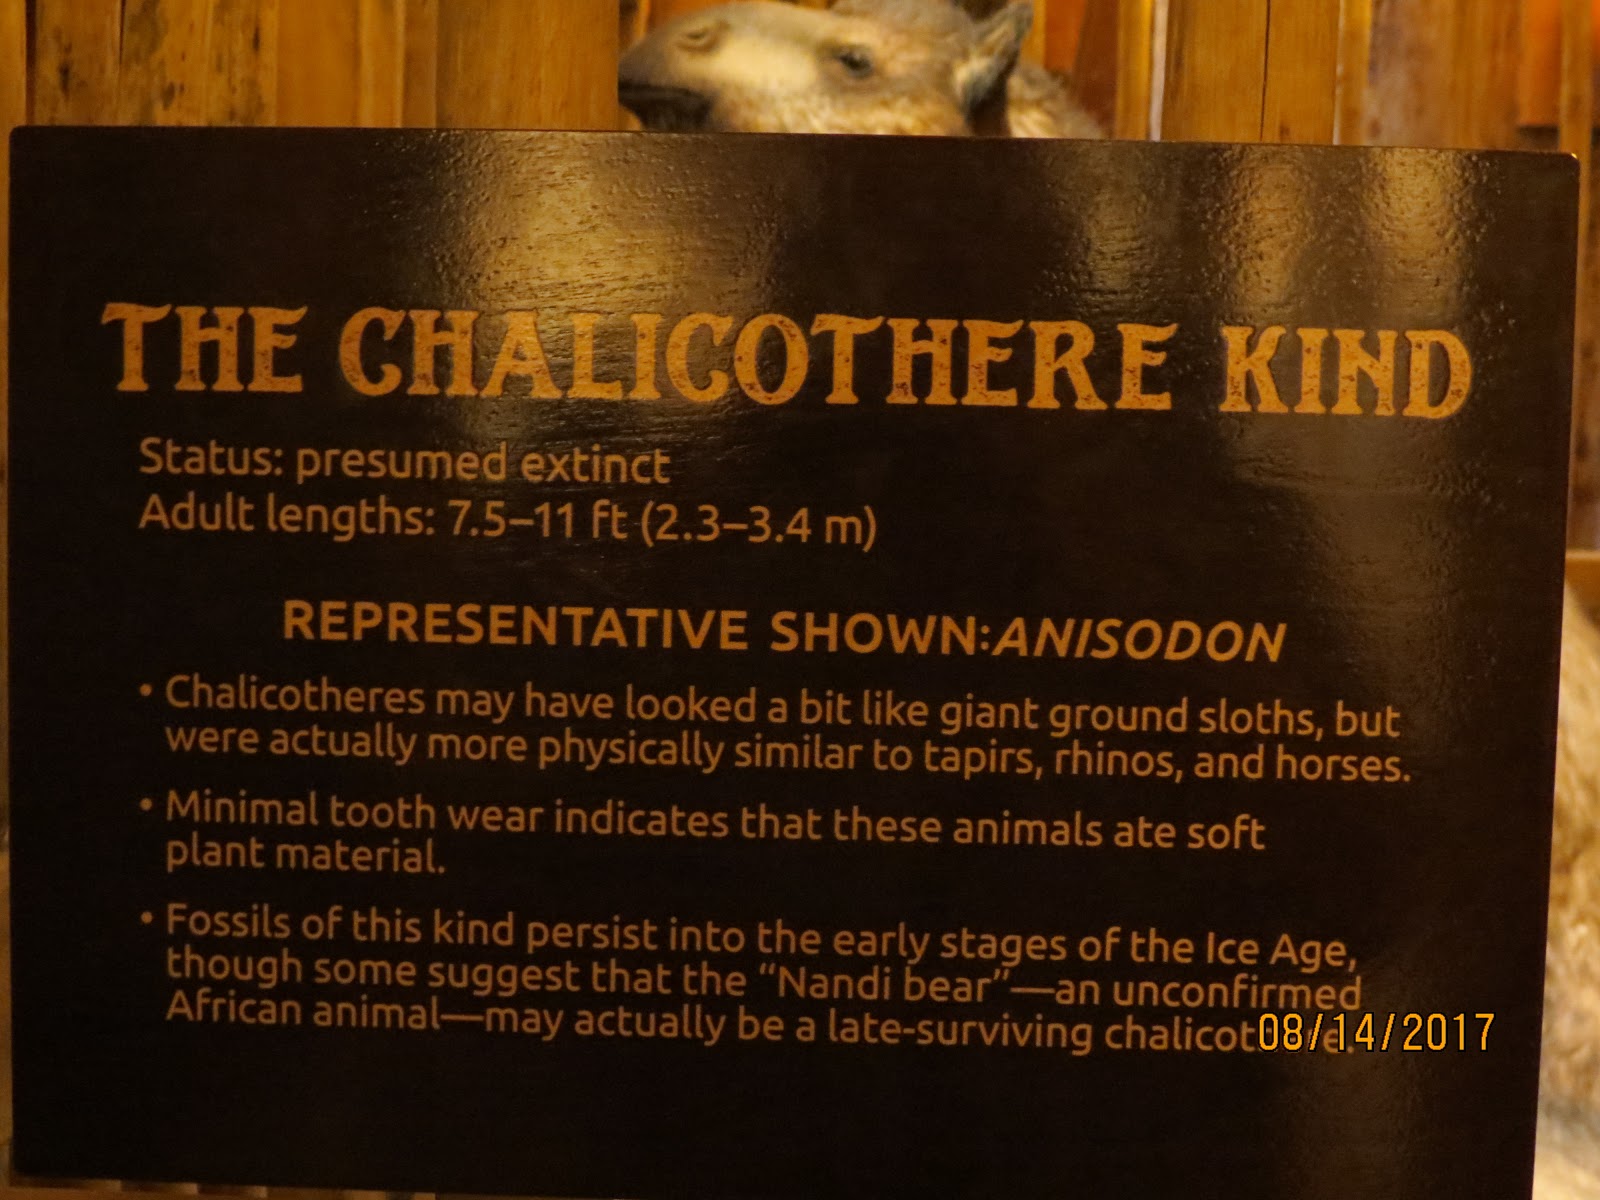 THE CHALICOTHERE KIND
Status: presumed extinct
Adult lengths: 7.5–11 ft (2.3–3.4 m)
REPRESENTATIVE SHOWN: ANISODON
• Chalicotheres may have looked a bit like giant ground sloths, but
were actually more physically similar to tapirs, rhinos, and horses.
• Minimal tooth wear indicates that these animals ate soft
plant material.
• Fossils of this kind persist into the early stages of the Ice Age,
though some suggest that the “Nandi bear”—an unconfirmed
African animal—may actually be a late-surviving
08/14/2017